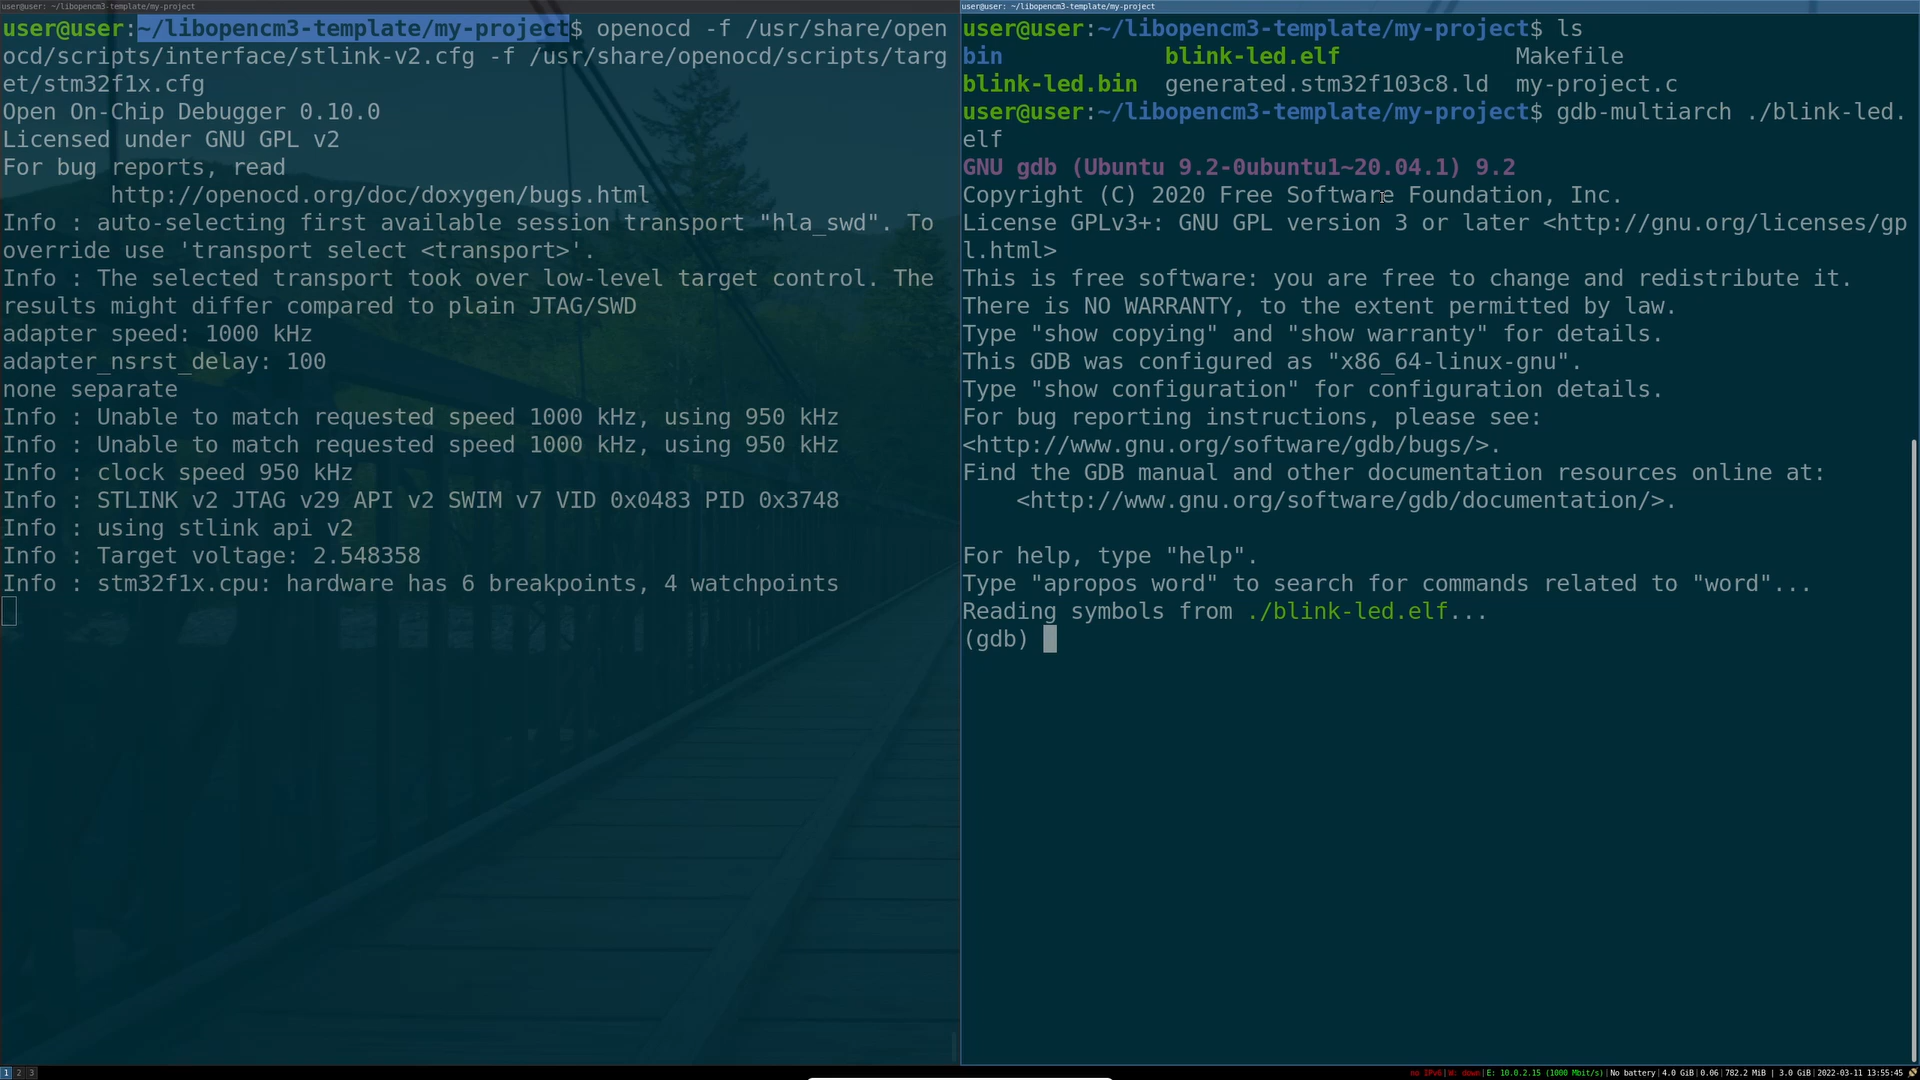 user@user: ~/libopencm3-template/my-project
user@user:~/libopencm3-template/my-project$ openocd -f /usr/share/open
ocd/scripts/interface/stlink-v2.cfg -f /usr/share/openocd/scripts/targ
et/stm32f1x.cfg
Open On-Chip Debugger 0.10.0
Licensed under GNU GPL v2
For bug reports, read
        http://openocd.org/doc/doxygen/bugs.html
Info : auto-selecting first available session transport "hla_swd". To
override use 'transport select <transport>'.
Info : The selected transport took over low-level target control. The
results might differ compared to plain JTAG/SWD
adapter speed: 1000 kHz
adapter_nsrst_delay: 100
none separate
Info : Unable to match requested speed 1000 kHz, using 950 kHz
Info : Unable to match requested speed 1000 kHz, using 950 kHz
Info : clock speed 950 kHz
Info : STLINK v2 JTAG v29 API v2 SWIM v7 VID 0x0483 PID 0x3748
Info : using stlink api v2
Info : Target voltage: 2.548358
Info : stm32f1x.cpu: hardware has 6 breakpoints, 4 watchpoints
user@user: ~/libopencm3-template/my-project
user@user:~/libopencm3-template/my-project$ ls
bin            blink-led.elf             Makefile
blink-led.bin  generated.stm32f103c8.ld  my-project.c
user@user:~/libopencm3-template/my-project$ gdb-multiarch ./blink-led.
elf
GNU gdb (Ubuntu 9.2-0ubuntu1~20.04.1) 9.2
Copyright (C) 2020 Free Software Foundation, Inc.
License GPLv3+: GNU GPL version 3 or later <http://gnu.org/licenses/gp
l.html>
This is free software: you are free to change and redistribute it.
There is NO WARRANTY, to the extent permitted by law.
Type "show copying" and "show warranty" for details.
This GDB was configured as "x86_64-linux-gnu".
Type "show configuration" for configuration details.
For bug reporting instructions, please see:
<http://www.gnu.org/software/gdb/bugs/>.
Find the GDB manual and other documentation resources online at:
    <http://www.gnu.org/software/gdb/documentation/>.
For help, type "help".
Type "apropos word" to search for commands related to "word"...
Reading symbols from ./blink-led.elf...
(gdb)
1 2 3
no IPv6|W: down|E: 10.0.2.15 (1000 Mbit/s)|No battery|4.0 GiB|0.06|782.2 MiB | 3.0 GiB|2022-03-11 13:55:45